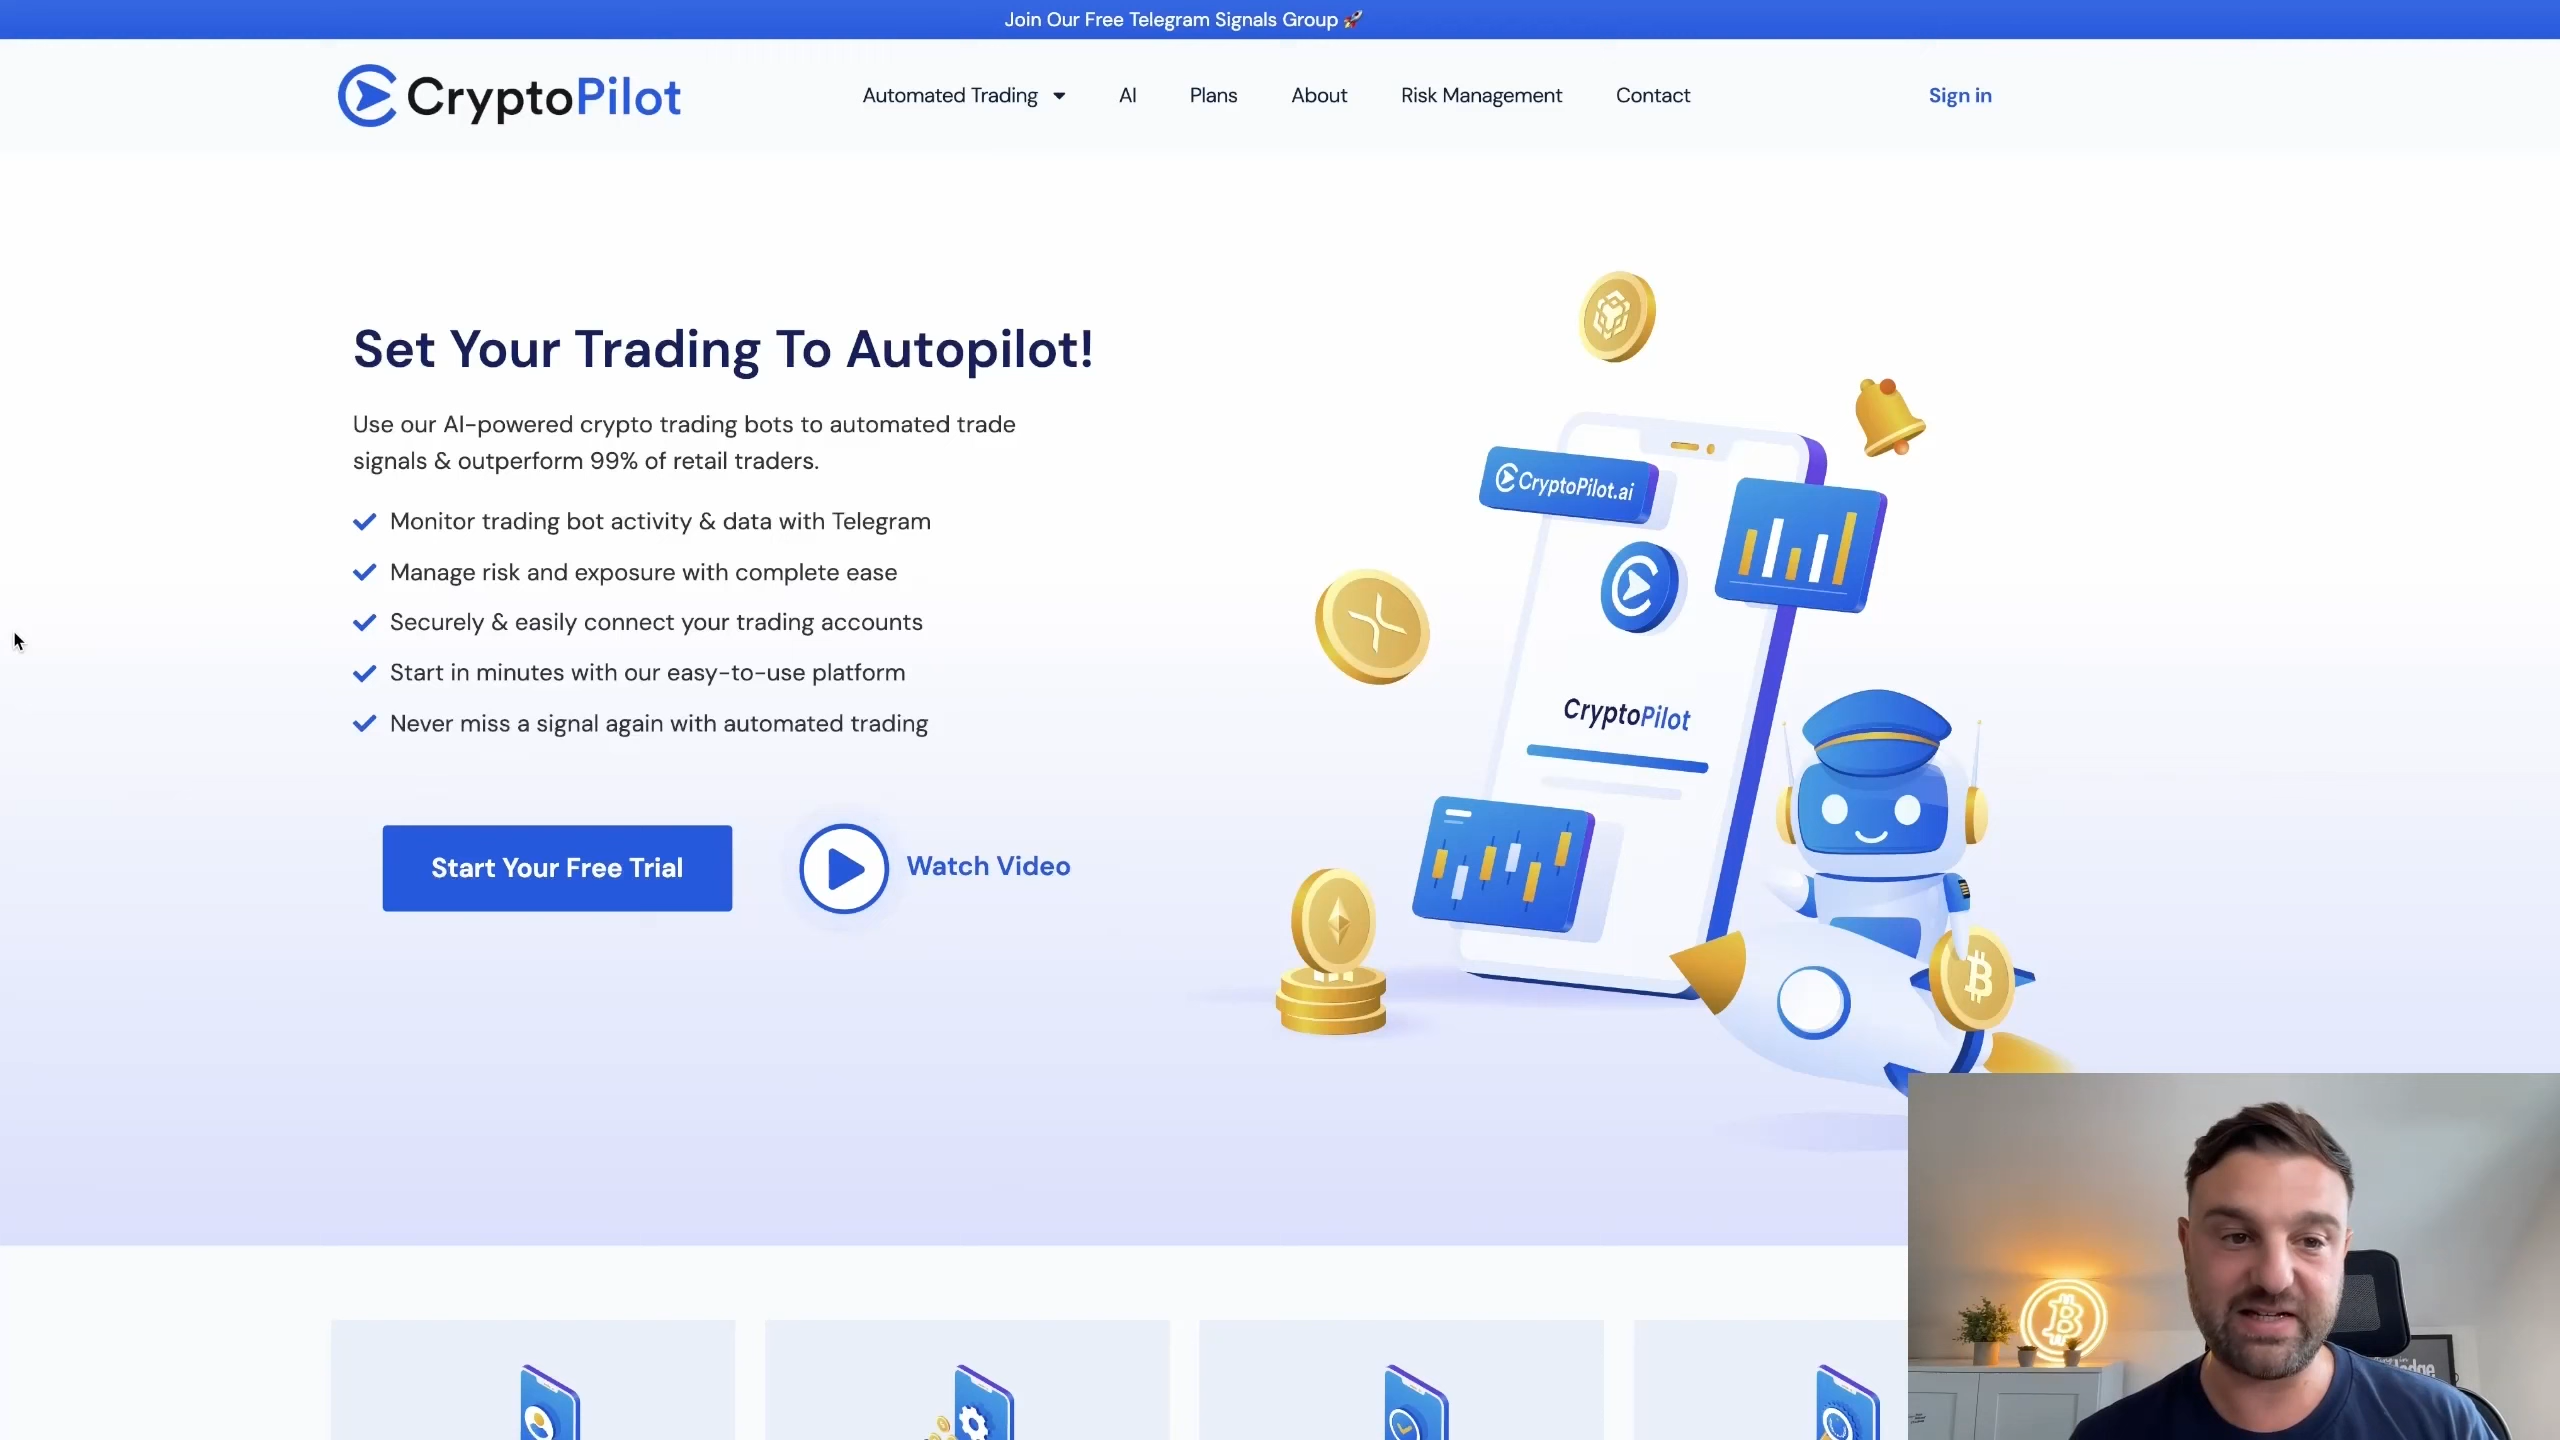 Join Our Free Telegram Signals Group 🚀
CryptoPilot
Automated Trading
AI
Plans
About
Risk Management
Contact
Sign in
Set Your Trading To Autopilot!
Use our AI-powered crypto trading bots to automated trade
signals & outperform 99% of retail traders.
Monitor trading bot activity & data with Telegram
Manage risk and exposure with complete ease
Securely & easily connect your trading accounts
Start in minutes with our easy-to-use platform
Never miss a signal again with automated trading
Start Your Free Trial
Watch Video
CryptoPilot.ai
CryptoPilot